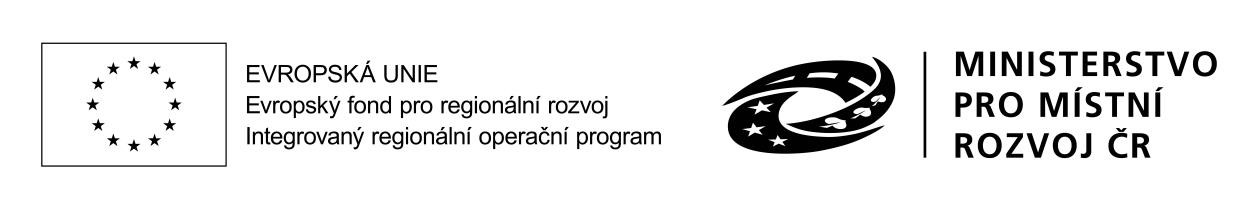 EVROPSKÁ UNIE
Evropský fond pro regionální rozvoj
Integrovaný regionální operační program
MINISTERSTVO
PRO MÍSTNÍ
ROZVOJ ČR